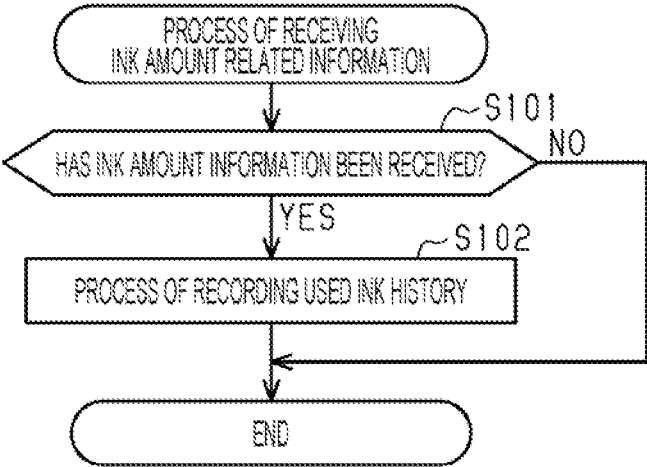 PROCESS OF RECEIVING
INK AMOUNT RELATED INFORMATION
S101
HAS INK AMOUNT INFORMATION BEEN RECEIVED?
NO
YES
S102
PROCESS OF RECORDING USED INK HISTORY
END